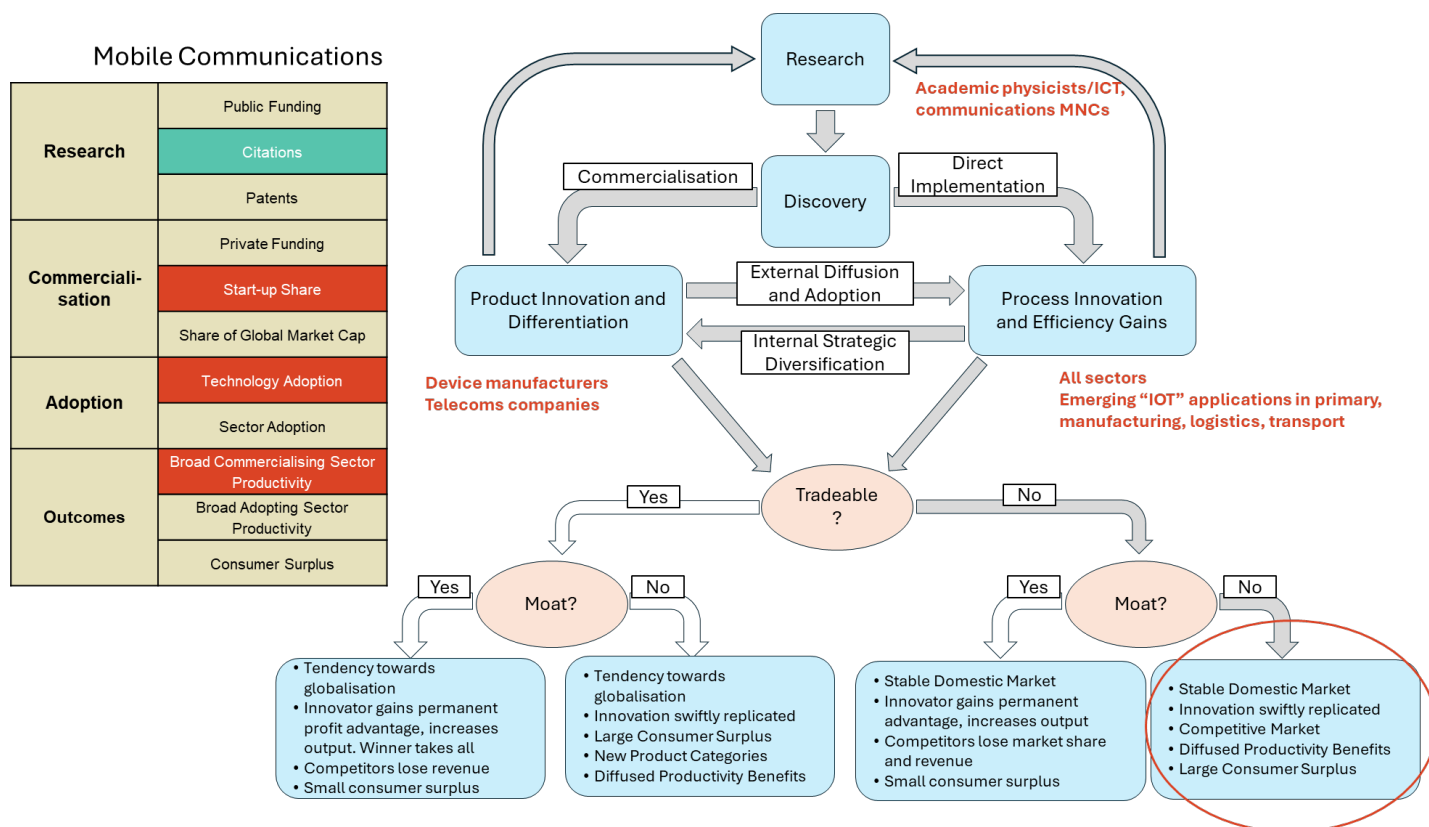 Mobile Communications
Research
Public Funding
Citations
Patents
Commerciali-
sation
Private Funding
Start-up Share
Share of Global Market Cap
Adoption
Technology Adoption
Sector Adoption
Outcomes
Broad Commercialising Sector
Productivity
Broad Adopting Sector
Productivity
Consumer Surplus
Research
Academic physicists/ICT,
communications MNCs
Commercialisation
Discovery
Direct
Implementation
Product Innovation and
Differentiation
External Diffusion
and Adoption
Internal Strategic
Diversification
Process Innovation
and Efficiency Gains
Device manufacturers
Telecoms companies
All sectors
Emerging “IOT” applications in primary,
manufacturing, logistics, transport
Tradeable
?
Yes
No
Moat?
Yes
No
Moat?
Yes
No
• Tendency towards
globalisation
• Innovator gains permanent
profit advantage, increases
output. Winner takes all
• Competitors lose revenue
• Small consumer surplus
• Tendency towards
globalisation
• Innovation swiftly replicated
• Large Consumer Surplus
• New Product Categories
• Diffused Productivity Benefits
• Stable Domestic Market
• Innovator gains permanent
advantage, increases output
• Competitors lose market share
and revenue
• Small consumer surplus
• Stable Domestic Market
• Innovation swiftly replicated
• Competitive Market
• Diffused Productivity Benefits
• Large Consumer Surplus